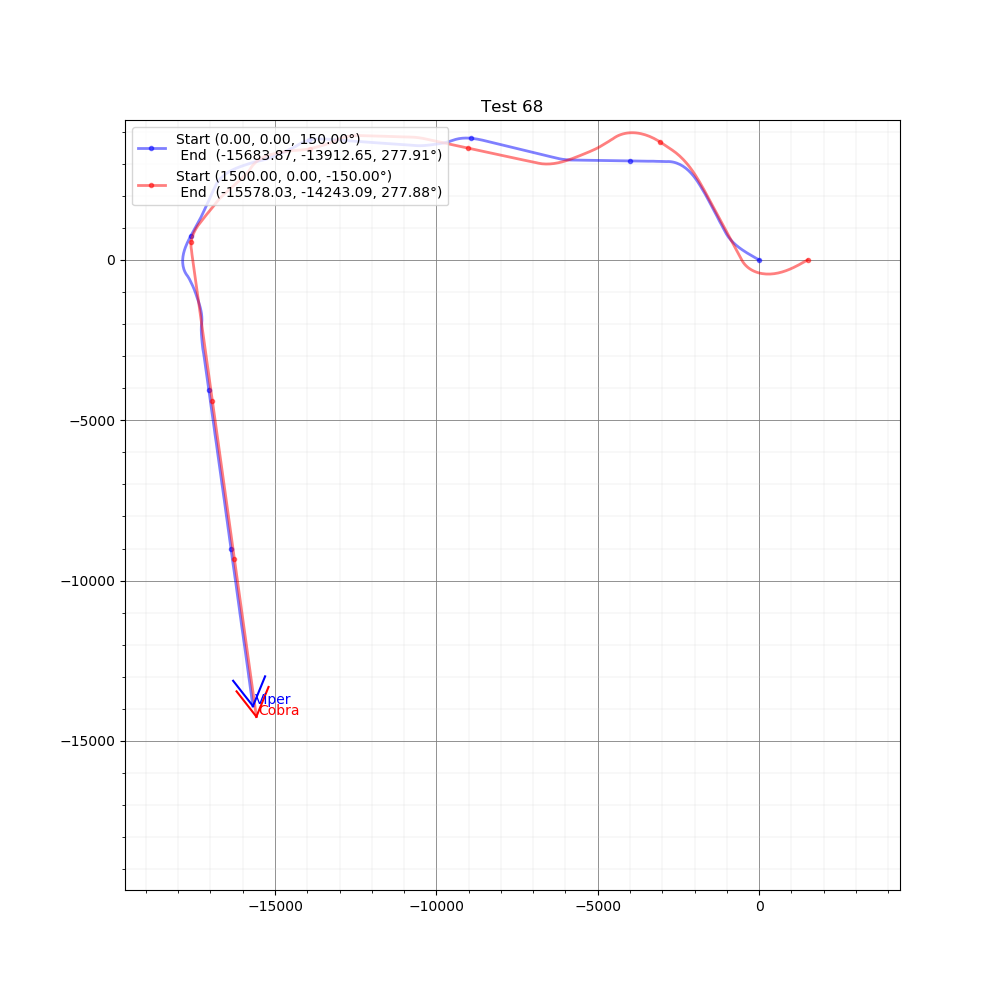 Test 68
Start (0.00, 0.00, 150.00°)
End (-15683.87, -13912.65, 277.91°)
Start (1500.00, 0.00, -150.00°)
End (-15578.03, -14243.09, 277.88°)
0
−5000
−10000
−15000
Viper
Cobra
−15000
−10000
−5000
0